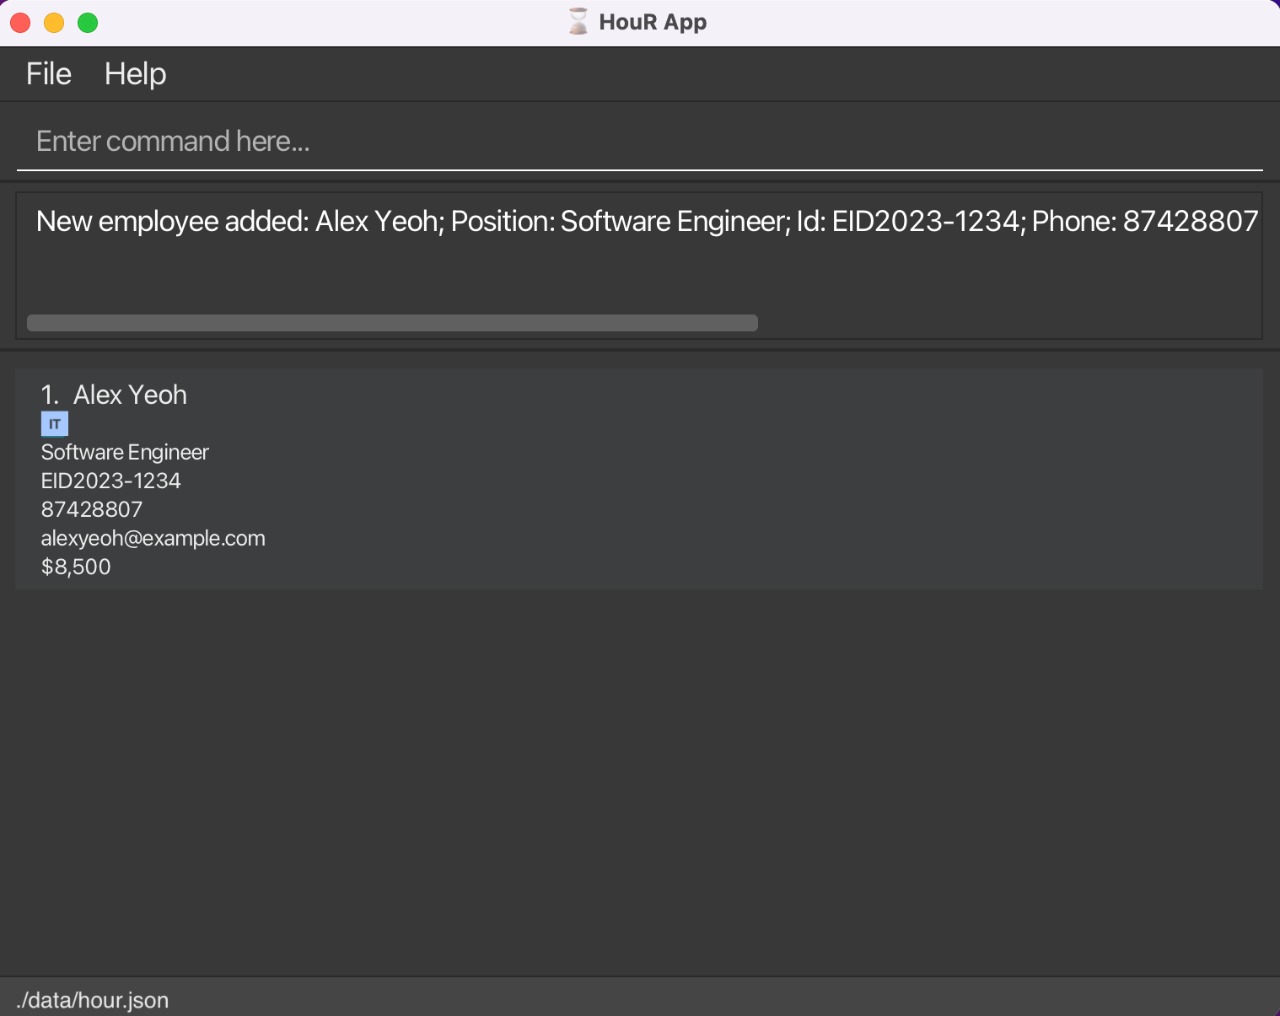 HouR App
File Help
Enter command here...
New employee added: Alex Yeoh; Position: Software Engineer; Id: EID2023-1234; Phone: 87428807
1. Alex Yeoh
IT
Software Engineer
EID2023-1234
87428807
alexyeoh@example.com
$8,500
./data/hour.json